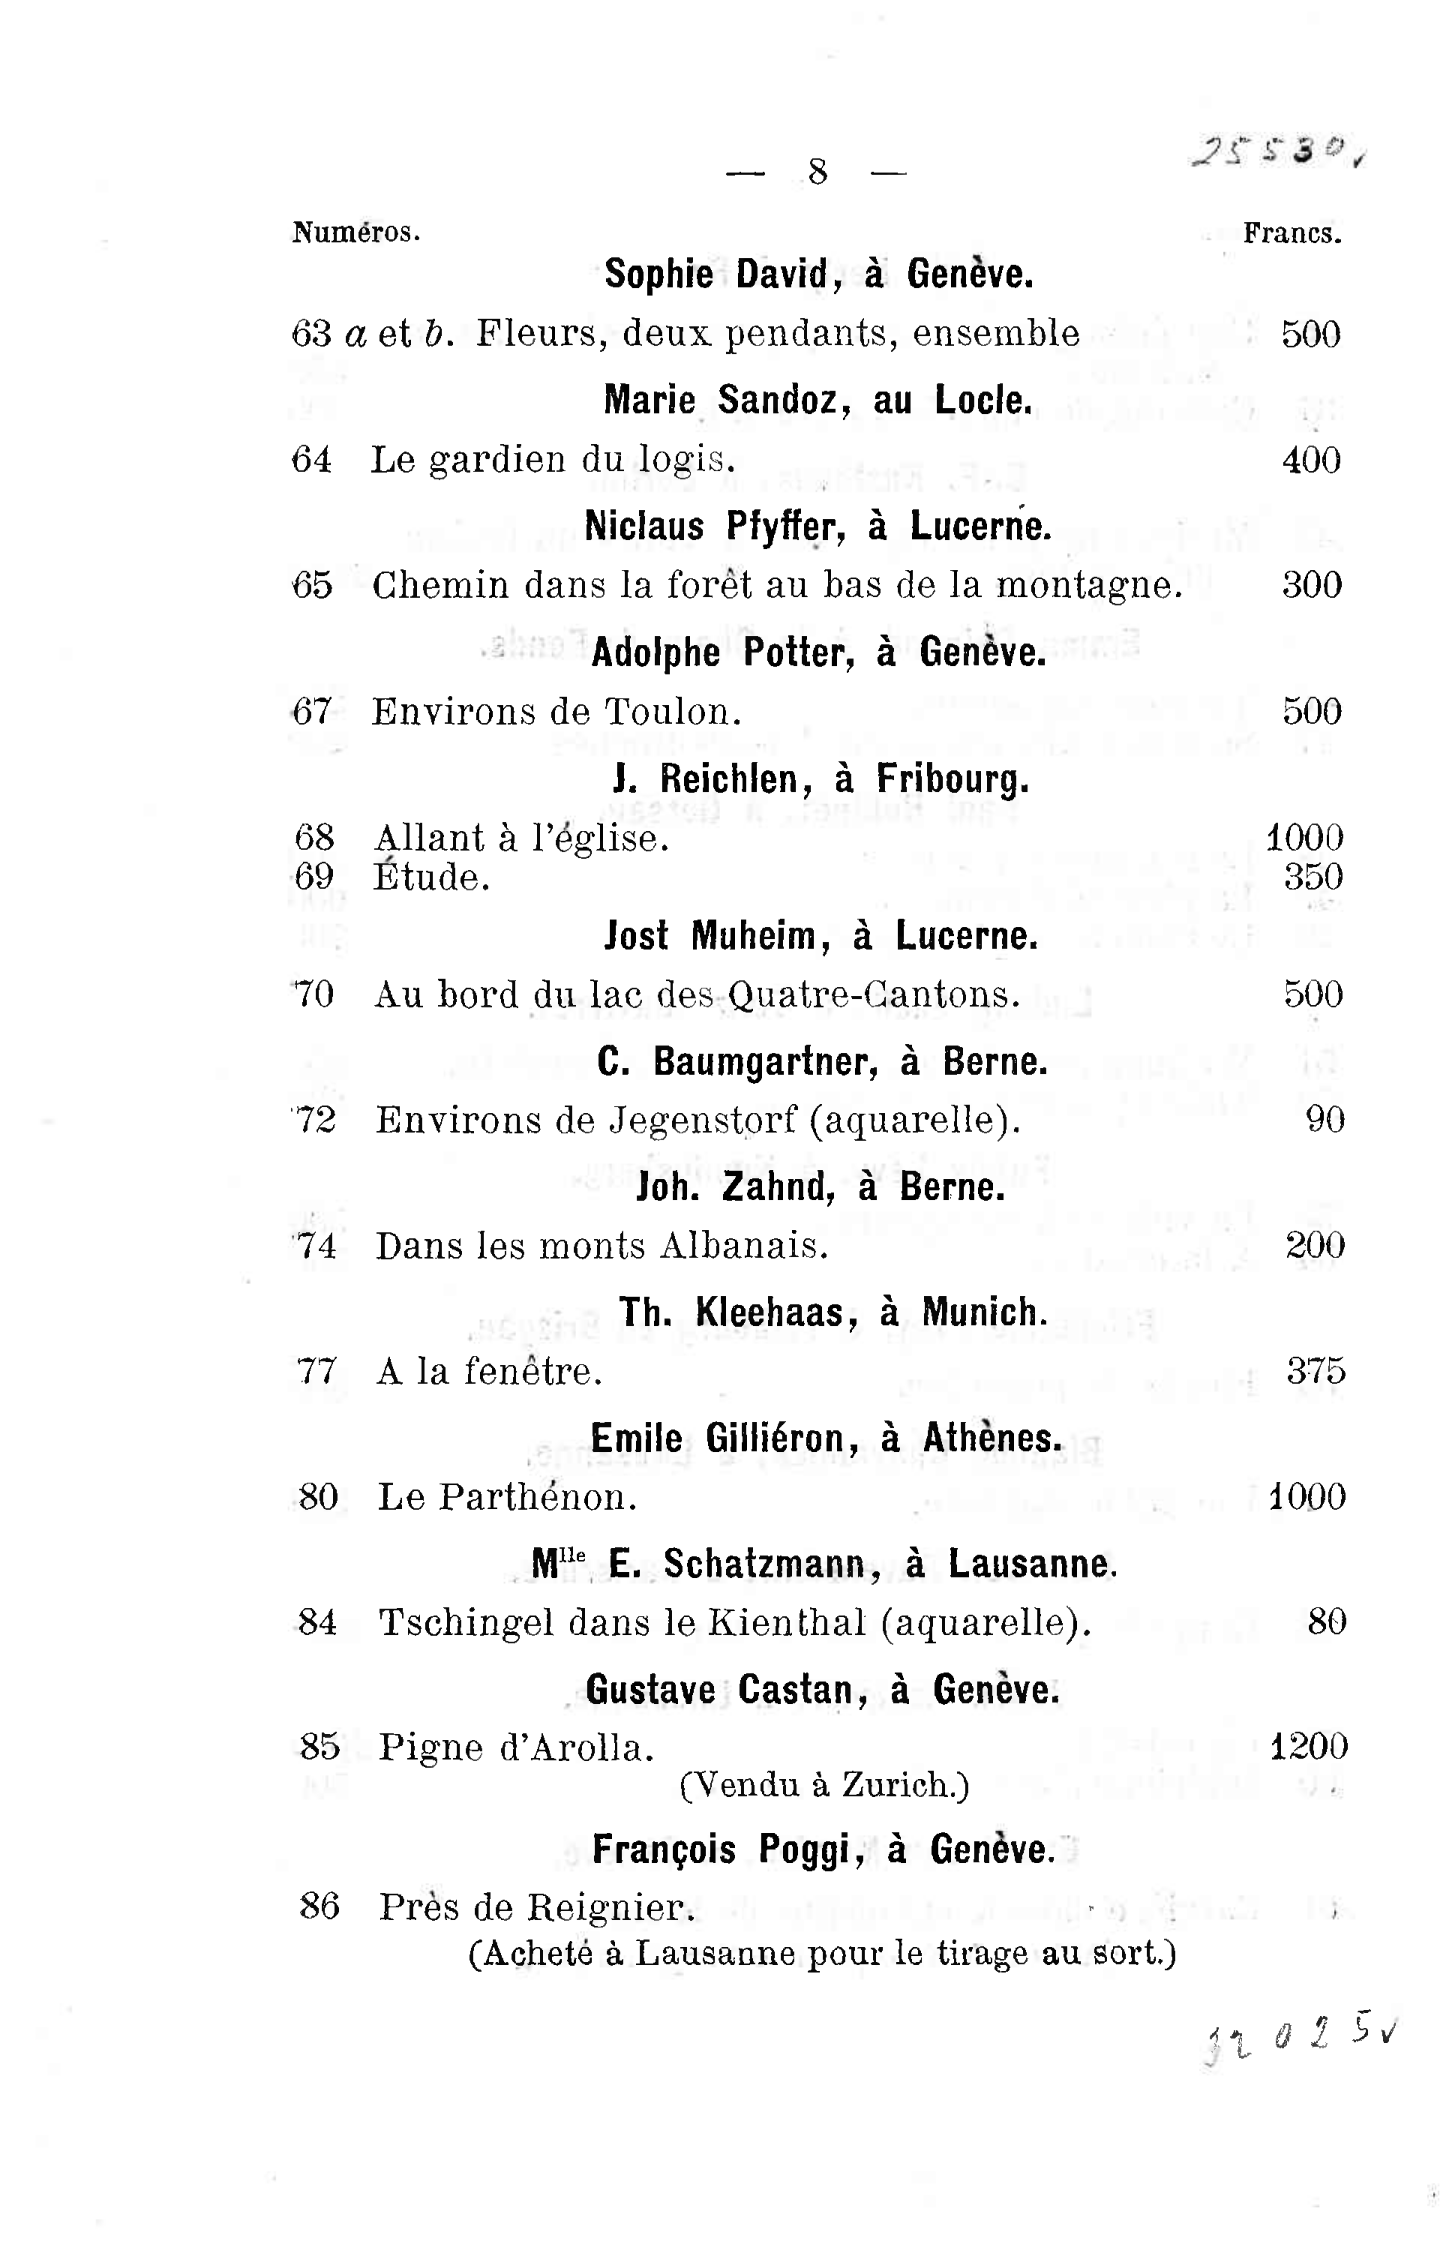 25530
— 8 —
Numéros. Francs.
Sophie David, à Genève.
63 a et b. Fleurs, deux pendants, ensemble 500
Marie Sandoz, au Locle.
64 Le gardien du logis. 400
Niclaus Pfyffer, à Lucerne.
65 Chemin dans la forêt au bas de la montagne. 300
Adolphe Potter, à Genève.
67 Environs de Toulon. 500
J. Reichlen, à Fribourg.
68 Allant à l'église. 1000
69 Étude. 350
Jost Muheim, à Lucerne.
70 Au bord du lac des Quatre-Cantons. 500
C. Baumgartner, à Berne.
72 Environs de Jegenstorf (aquarelle). 90
Joh. Zahnd, à Berne.
74 Dans les monts Albanais. 200
Th. Kleehaas, à Munich.
77 A la fenêtre. 375
Emile Gilliéron, à Athènes.
80 Le Parthénon. 1000
Mlle E. Schatzmann, à Lausanne.
84 Tschingel dans le Kienthal (aquarelle). 80
Gustave Castan, à Genève.
85 Pigne d'Arolla. 1200
(Vendu à Zurich.)
François Poggi, à Genève.
86 Près de Reignier.
(Acheté à Lausanne pour le tirage au sort.)
32025